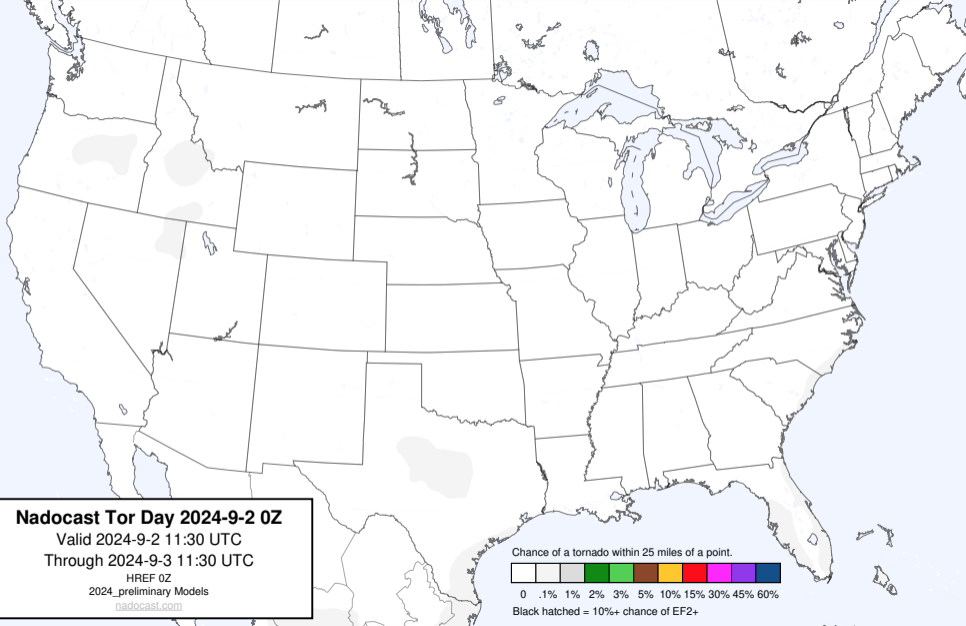 Nadocast Tor Day 2024-9-2 0Z
Valid 2024-9-2 11:30 UTC
Through 2024-9-3 11:30 UTC
HREF 0Z
2024_preliminary Models
nadocast.com
Chance of a tornado within 25 miles of a point.
0 .1% 1% 2% 3% 5% 10% 15% 30% 45% 60%
Black hatched = 10%+ chance of EF2+